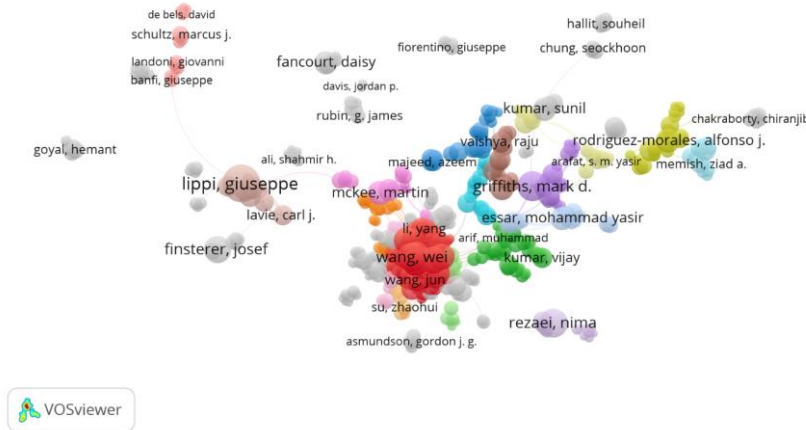 de bels, david
schultz, marcus j.
landoni, giovanni
banfi, giuseppe
fancourt, daisy
fiorentino, giuseppe
hallit, souheil
chung, seockhoon
davis, jordan p.
rubin, g. james
kumar, sunil
chakraborty, chiranjib
goyal, hemant
vaishya, raju
rodriguez-morales, alfonso j.
ali, shahmir h.
majeed, azeem
arafat, s. m. yasir
memish, ziad a.
lippi, giuseppe
mckee, martin
griffiths, mark d.
lavie, carl j.
essar, mohammad yasir
li, yang
arif, muhammad
finsterer, josef
wang, wei
kumar, vijay
wang, jun
su, zhaohui
rezaei, nima
asmundson, gordon j. g.
VOSviewer